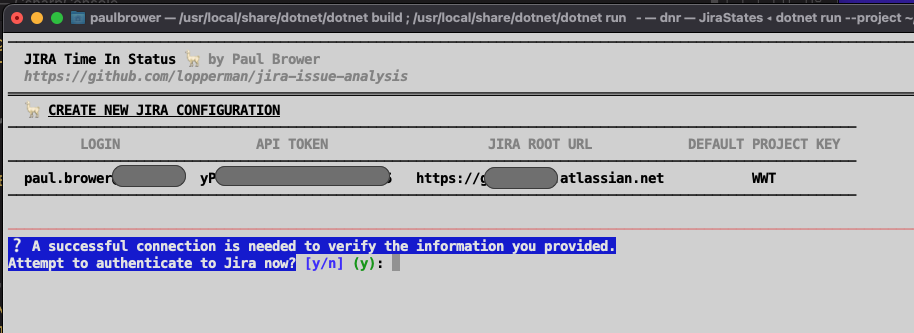 paulbrower — /usr/local/share/dotnet/dotnet build ; /usr/local/share/dotnet/dotnet run - — dnr — JiraStates ◂ dotnet run --project ~
JIRA Time In Status 🦙 by Paul Brower
https://github.com/lopperman/jira-issue-analysis
🦙 CREATE NEW JIRA CONFIGURATION
LOGIN API TOKEN JIRA ROOT URL DEFAULT PROJECT KEY
paul.brower yP https://g atlassian.net WWT
? A successful connection is needed to verify the information you provided.
Attempt to authenticate to Jira now? [y/n] (y):